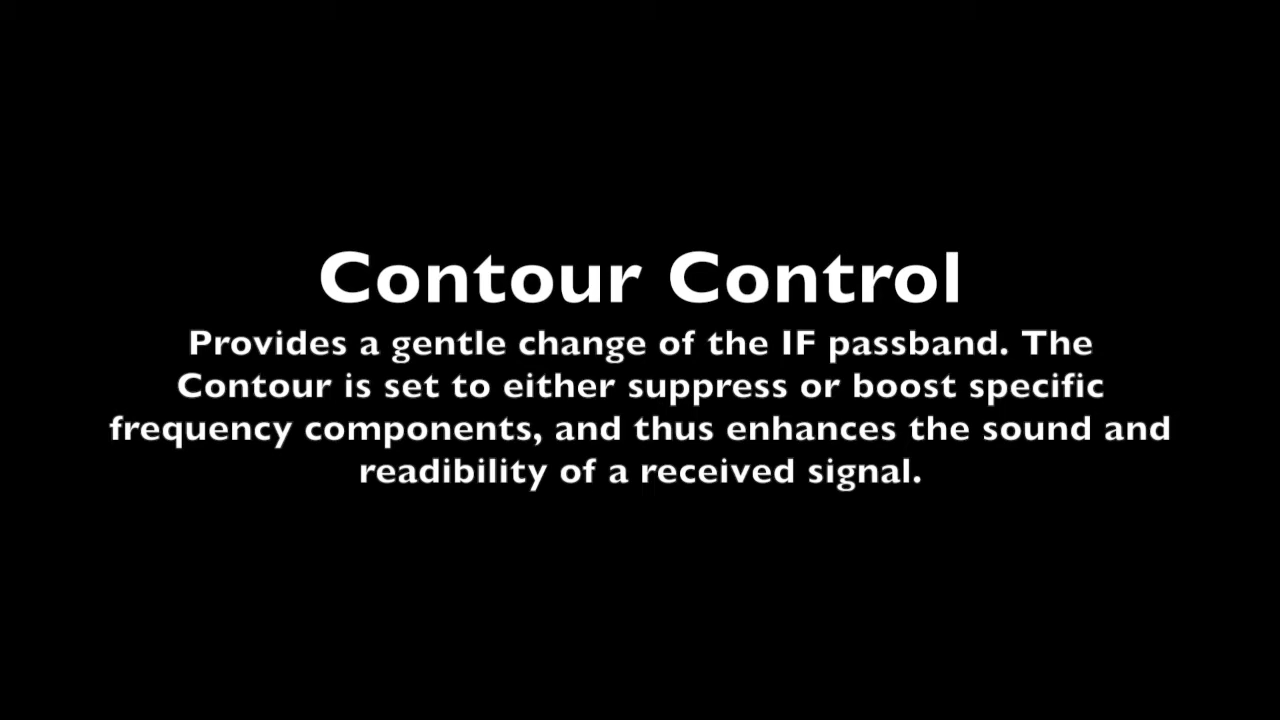 Contour Control
Provides a gentle change of the IF passband. The
Contour is set to either suppress or boost specific
frequency components, and thus enhances the sound and
readibility of a received signal.